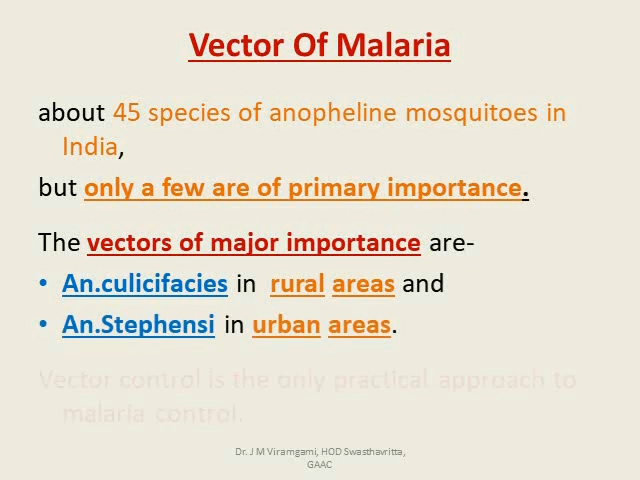 Vector Of Malaria
about 45 species of anopheline mosquitoes in
India,
but only a few are of primary importance.
The vectors of major importance are-
• An.culicifacies in rural areas and
• An.Stephensi in urban areas.
Vector control is the only practical approach to
malaria control.
Dr. J M Viramgami, HOD Swasthavritta,
GAAC